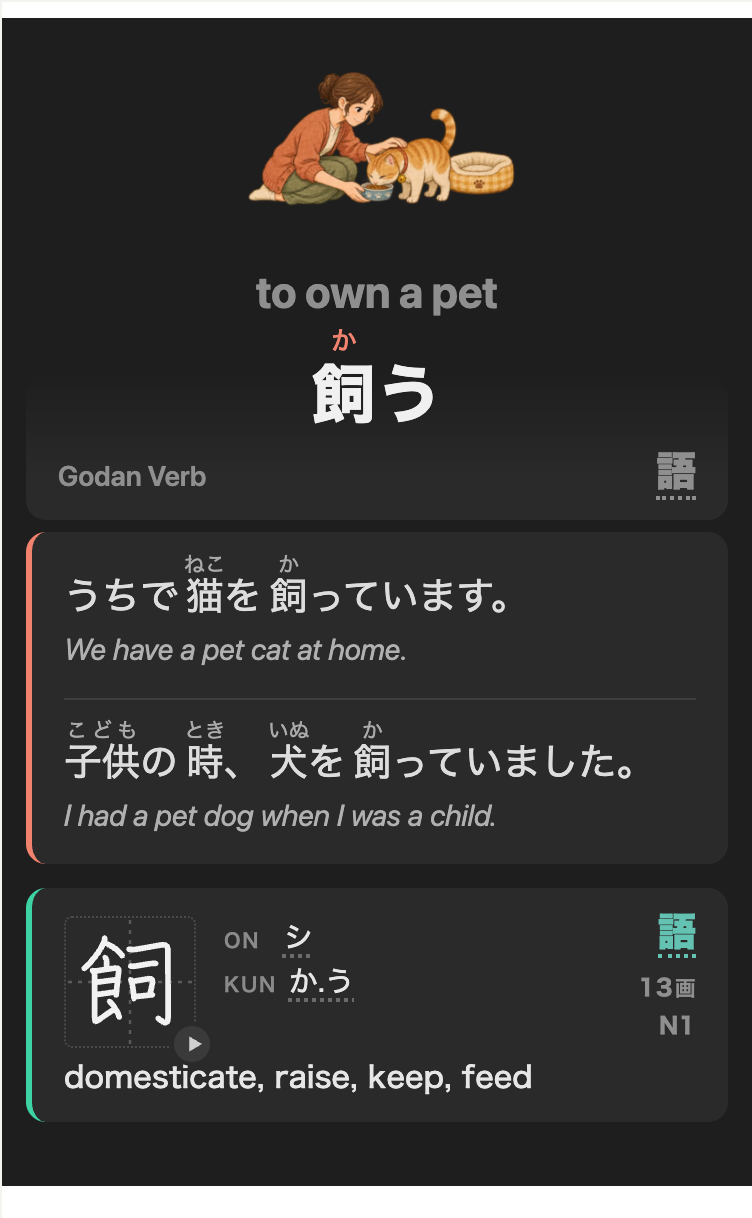 to own a pet
か
飼う
Godan Verb
語
ねこ か
うちで猫を飼っています。
We have a pet cat at home.
こども とき いぬ か
子供の時、犬を飼っていました。
I had a pet dog when I was a child.
飼
ON シ
KUN か.う
語
13画
N1
domesticate, raise, keep, feed